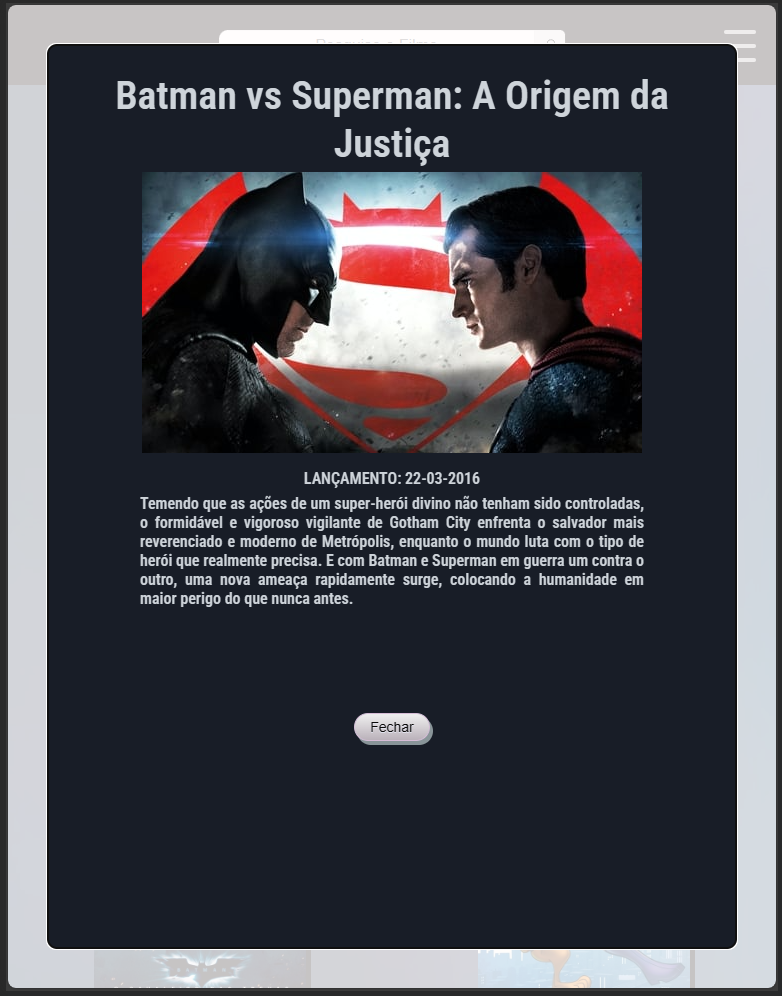 Batman vs Superman: A Origem da
Justiça
LANÇAMENTO: 22-03-2016
Temendo que as ações de um super-herói divino não tenham sido controladas,
o formidável e vigoroso vigilante de Gotham City enfrenta o salvador mais
reverenciado e moderno de Metrópolis, enquanto o mundo luta com o tipo de
herói que realmente precisa. E com Batman e Superman em guerra um contra o
outro, uma nova ameaça rapidamente surge, colocando a humanidade em
maior perigo do que nunca antes.
Fechar